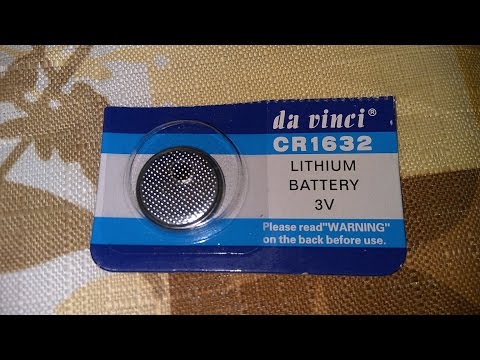 da vinci®
CR1632
LITHIUM
BATTERY
3V
Please read"WARNING"
on the back before use.